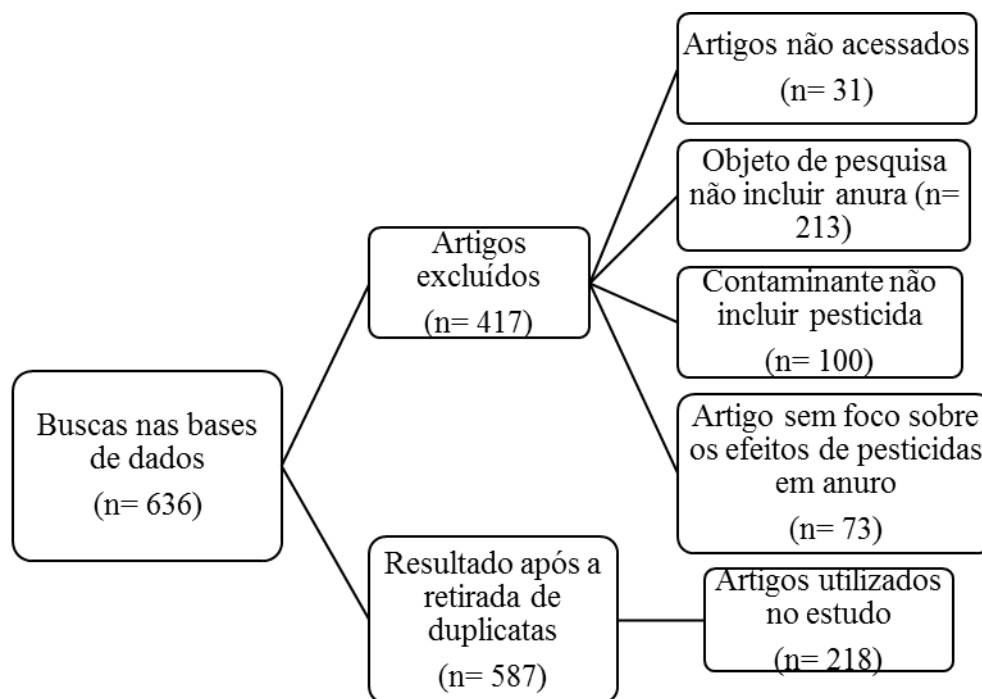 Buscas nas bases
de dados
(n= 636)
Artigos
excluídos
(n= 417)
Artigos não acessados
(n= 31)
Objeto de pesquisa
não incluir anura (n=
213)
Contaminante não
incluir pesticida
(n= 100)
Artigo sem foco sobre
os efeitos de pesticidas
em anuro
(n= 73)
Resultado após a
retirada de
duplicatas
(n= 587)
Artigos utilizados
no estudo
(n= 218)